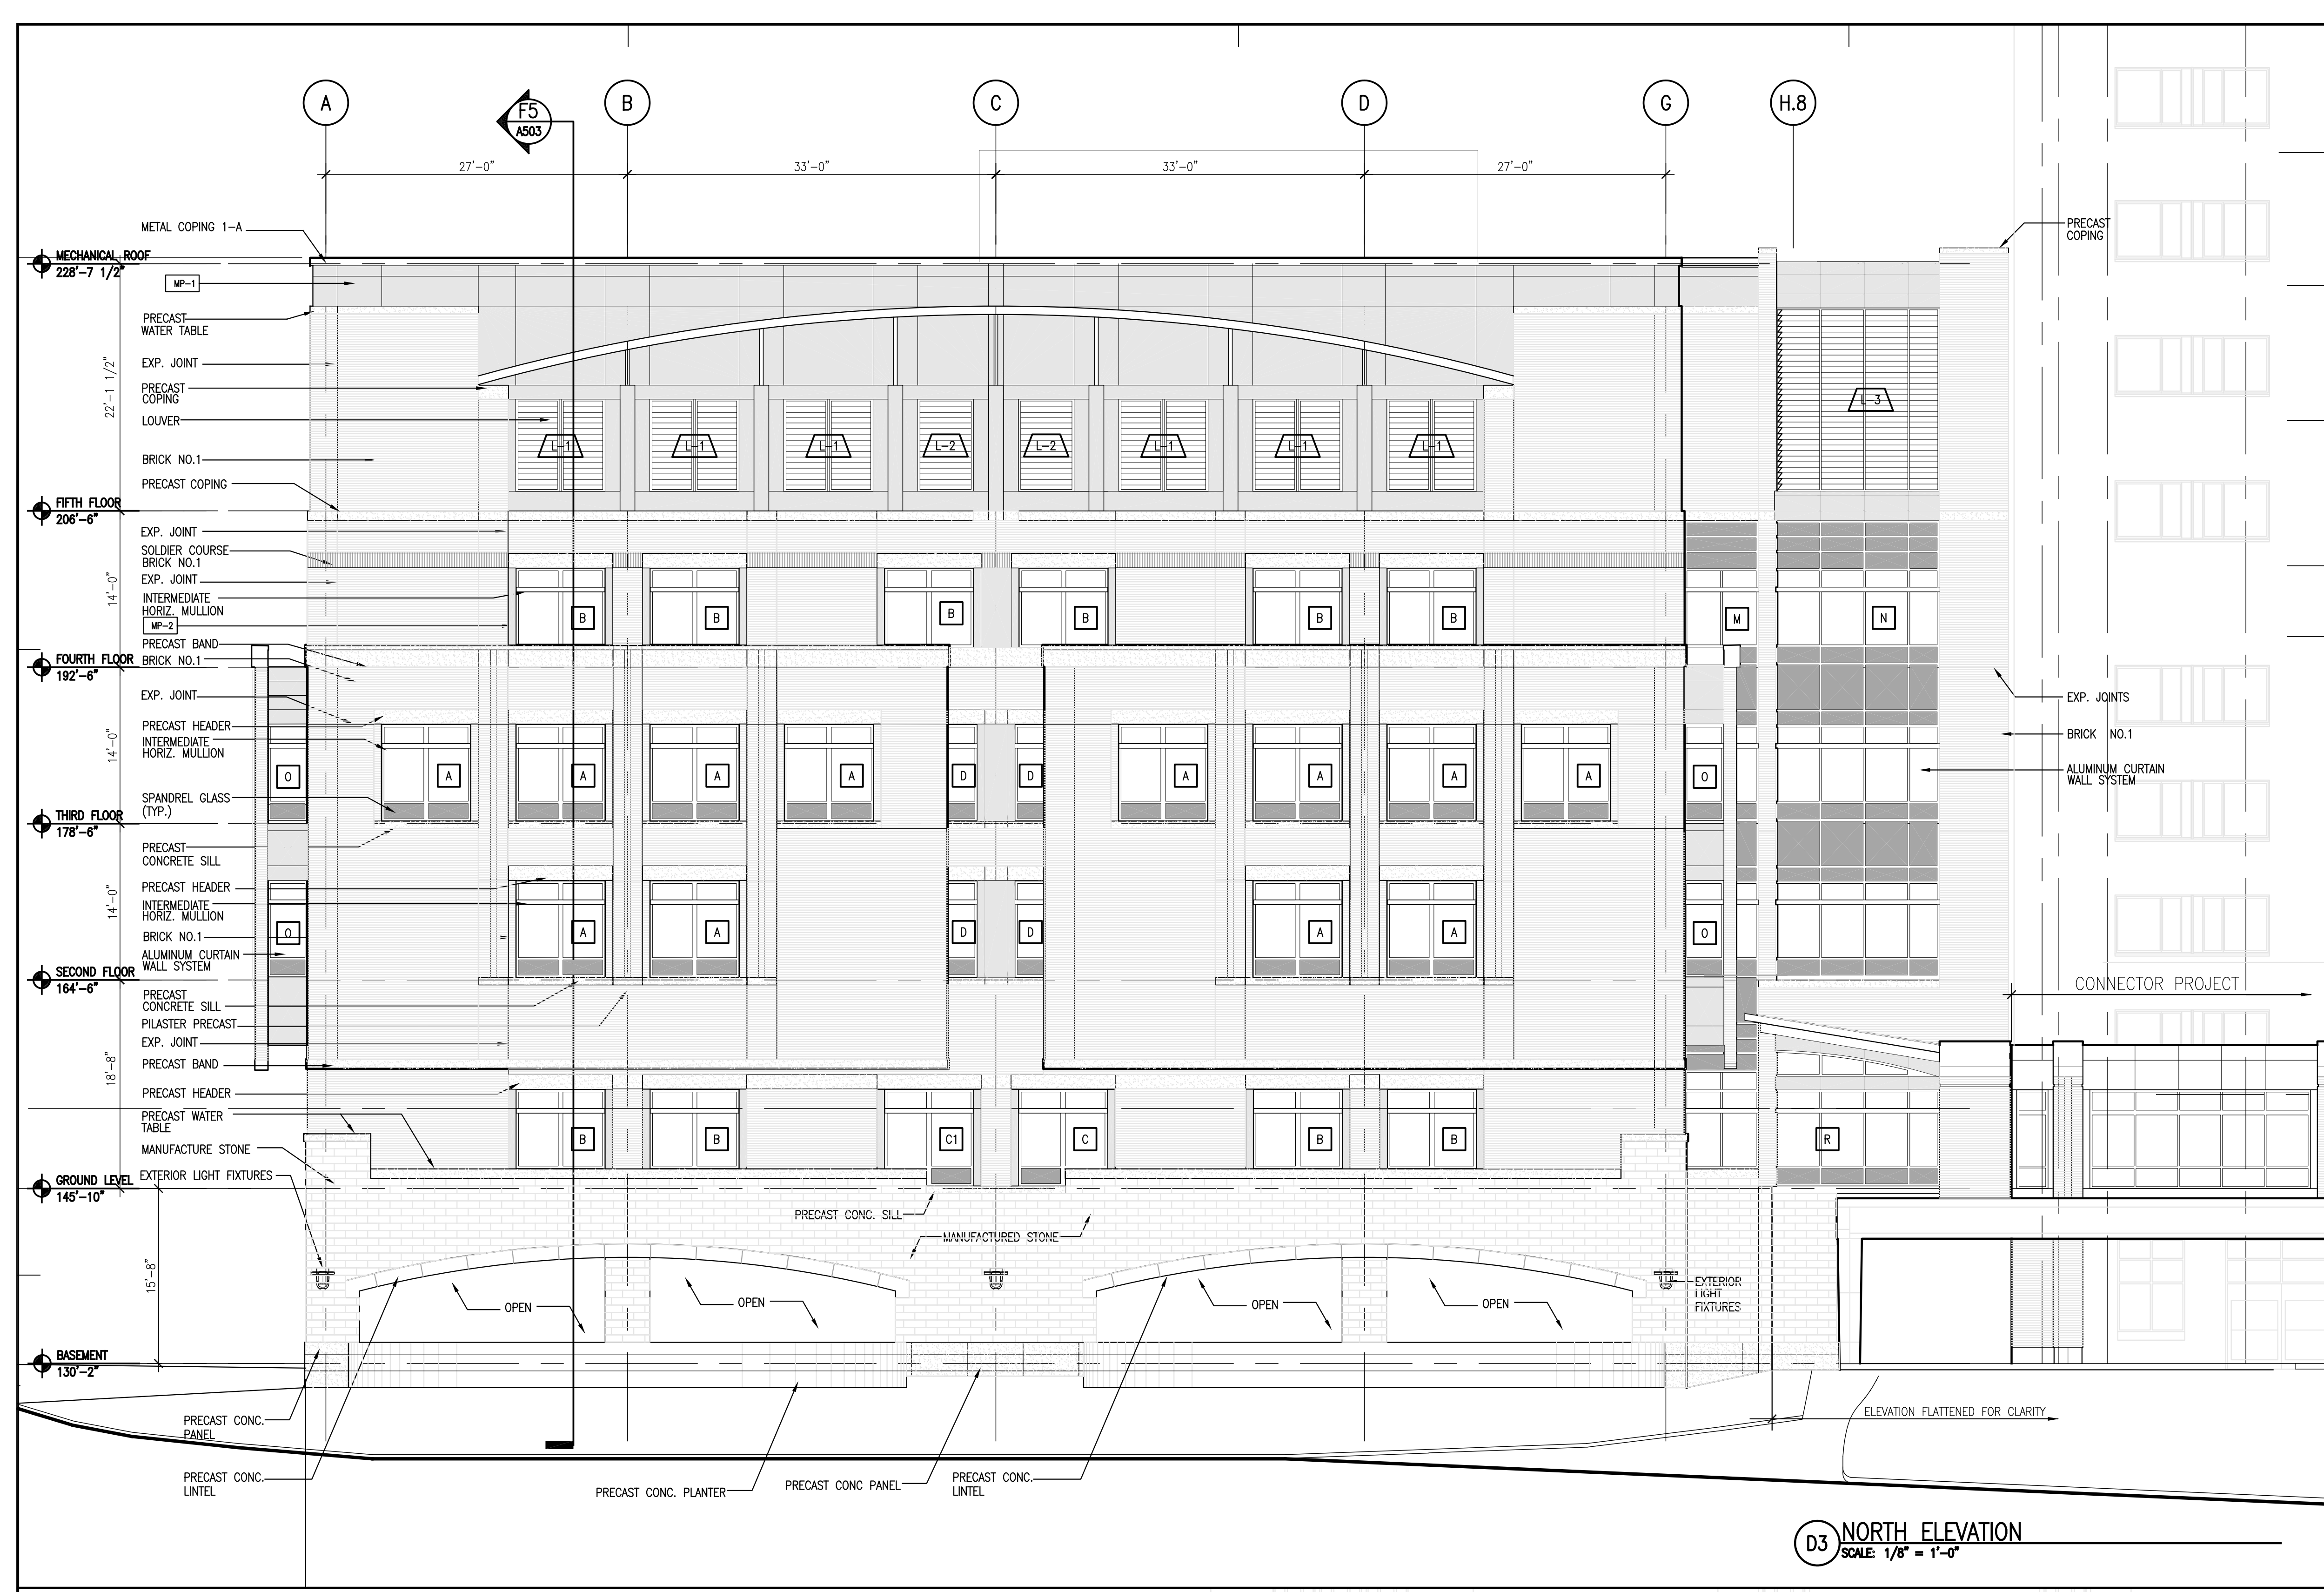 A
F5
A503
B
C
D
G
H.8
27'-0"
33'-0"
33'-0"
27'-0"
METAL COPING 1-A
PRECAST
COPING
MECHANICAL ROOF
228'-7 1/2"
MP-1
PRECAST
WATER TABLE
22'-1 1/2"
EXP. JOINT
PRECAST
COPING
LOUVER
L-3
L-1
L-1
L-1
L-2
L-2
L-1
L-1
L-1
BRICK NO.1
PRECAST COPING
FIFTH FLOOR
206'-6"
EXP. JOINT
SOLDIER COURSE
BRICK NO.1
EXP. JOINT
14'-0"
INTERMEDIATE
HORIZ. MULLION
B
B
B
B
B
B
M
N
MP-2
PRECAST BAND
FOURTH FLOOR
192'-6"
BRICK NO.1
EXP. JOINT
EXP. JOINTS
PRECAST HEADER
14'-0"
INTERMEDIATE
HORIZ. MULLION
BRICK NO.1
ALUMINUM CURTAIN
WALL SYSTEM
O
A
A
A
A
D
D
A
A
A
A
O
SPANDREL GLASS
(TYP.)
THIRD FLOOR
178'-6"
PRECAST
CONCRETE SILL
PRECAST HEADER
14'-0"
INTERMEDIATE
HORIZ. MULLION
BRICK NO.1
O
A
A
D
D
A
A
O
ALUMINUM CURTAIN
WALL SYSTEM
SECOND FLOOR
164'-6"
CONNECTOR PROJECT
PRECAST
CONCRETE SILL
PILASTER PRECAST
EXP. JOINT
PRECAST BAND
18'-8"
PRECAST HEADER
PRECAST WATER
TABLE
B
B
C1
C
B
B
R
MANUFACTURE STONE
EXTERIOR LIGHT FIXTURES
GROUND LEVEL
145'-10"
PRECAST CONC. SILL
MANUFACTURED STONE
15'-8"
EXTERIOR
LIGHT
FIXTURES
OPEN
OPEN
OPEN
OPEN
BASEMENT
130'-2"
PRECAST CONC.
PANEL
ELEVATION FLATTENED FOR CLARITY
PRECAST CONC.
LINTEL
PRECAST CONC. PLANTER
PRECAST CONC PANEL
PRECAST CONC.
LINTEL
D3
NORTH ELEVATION
SCALE: 1/8" = 1'-0"